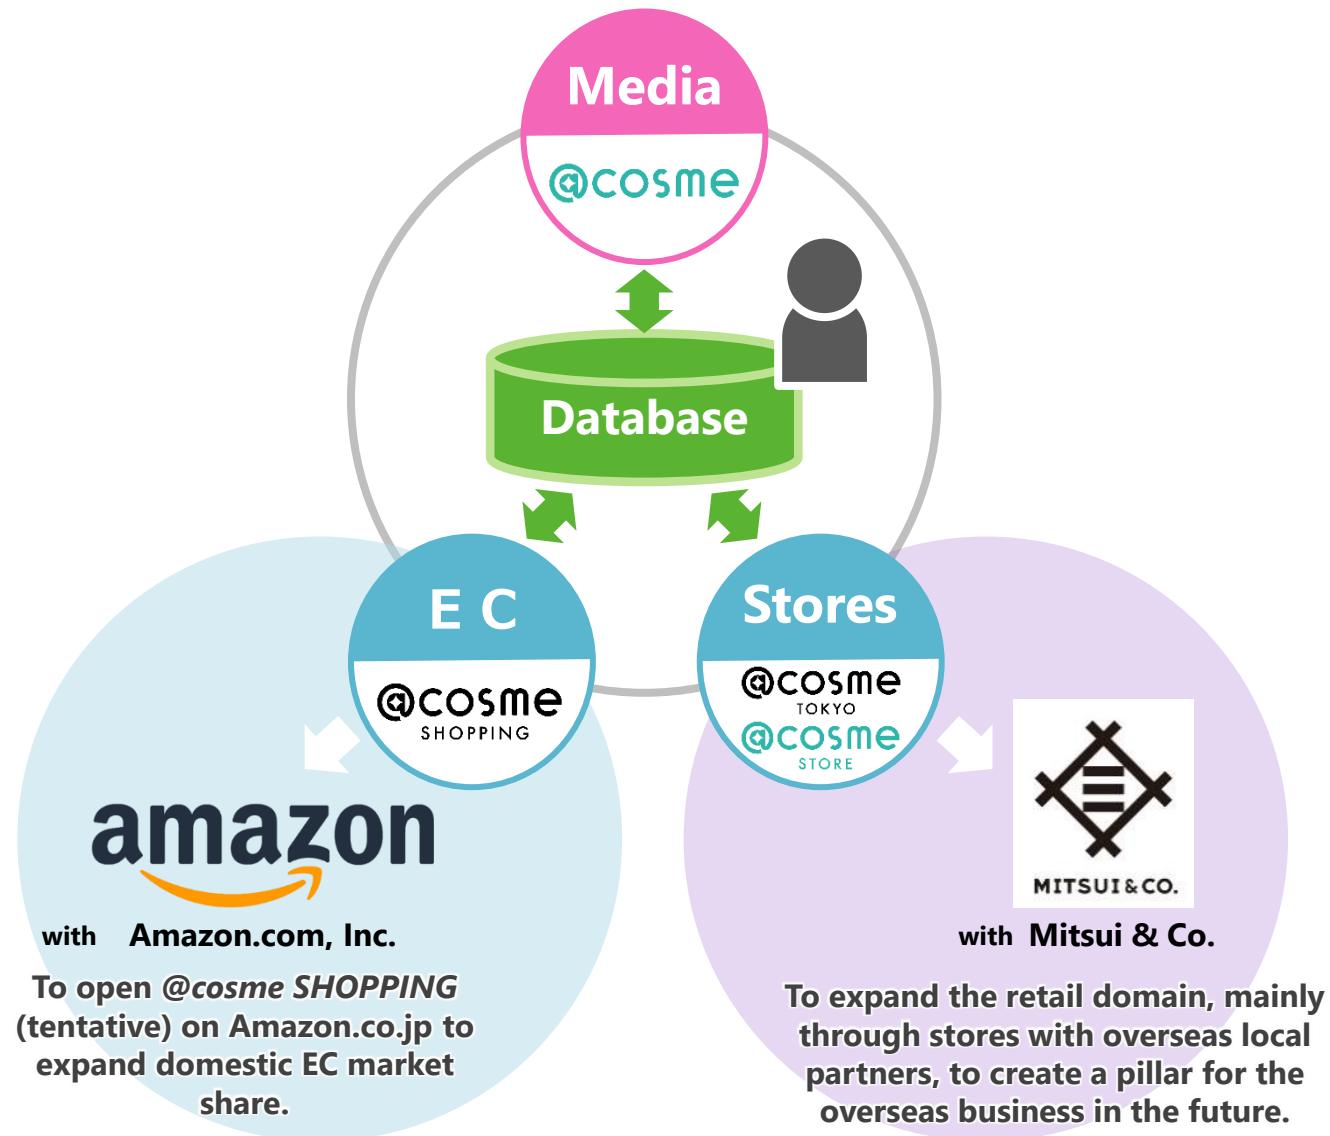 Media
@cosme
Database
E C
@cosme
SHOPPING
Stores
@cosme
TOKYO
@cosme
STORE
amazon
with Amazon.com, Inc.
To open @cosme SHOPPING
(tentative) on Amazon.co.jp to
expand domestic EC market
share.
MITSUI & CO.
with Mitsui & Co.
To expand the retail domain, mainly
through stores with overseas local
partners, to create a pillar for the
overseas business in the future.